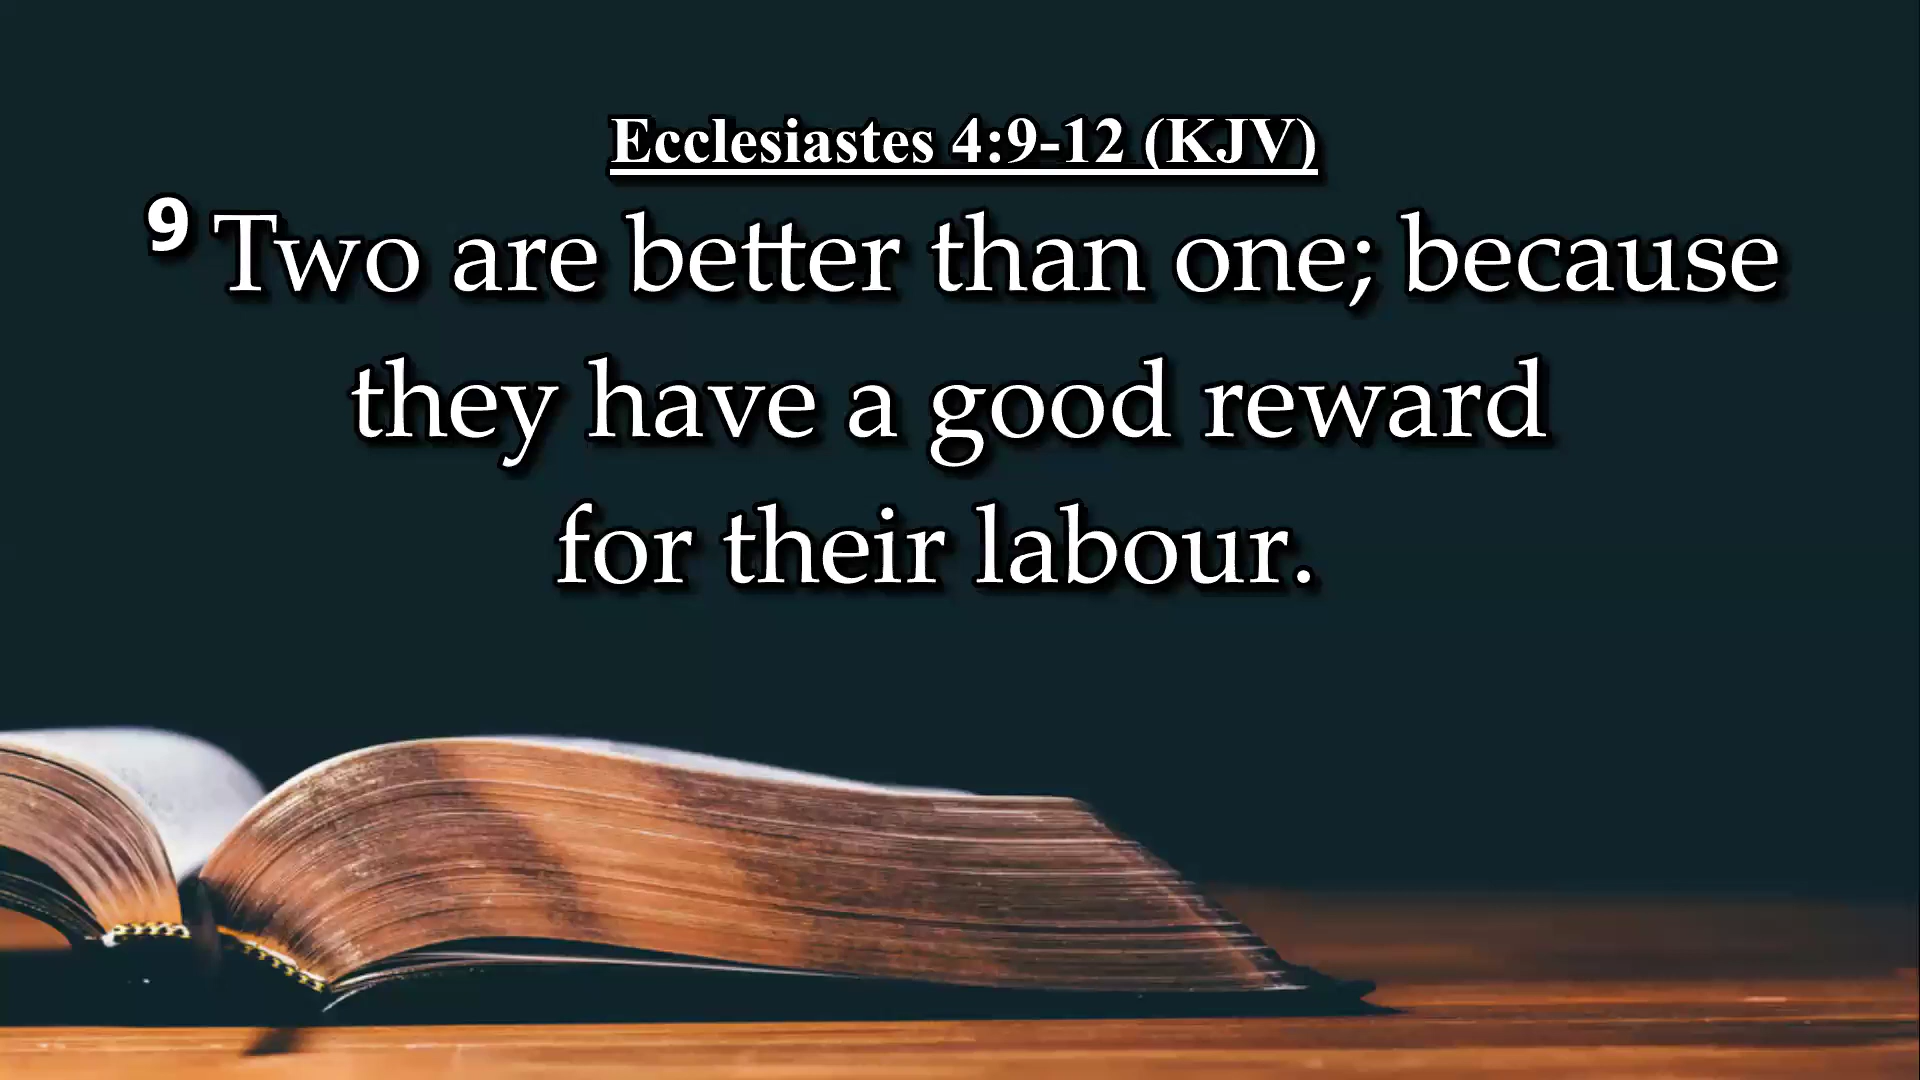 Ecclesiastes 4:9-12 (KJV)
9 Two are better than one; because
they have a good reward
for their labour.